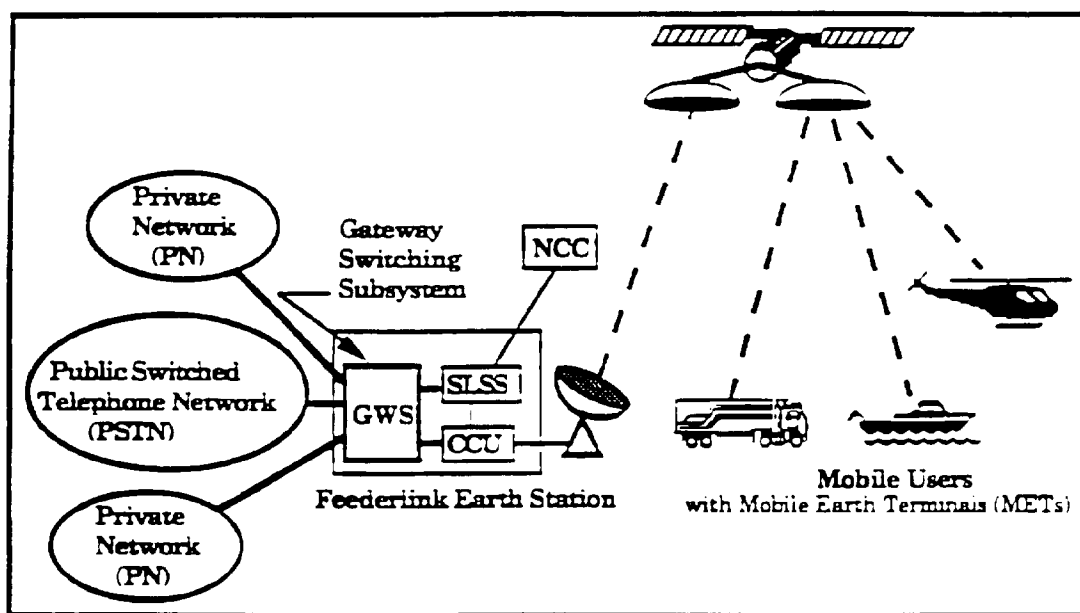 Private
Network
(PN)
Gateway
Switching
Subsystem
NCC
Public Switched
Telephone Network
(PSTN)
GWS
SLSS
CCU
Feederlink Earth Station
Private
Network
(PN)
Mobile Users
with Mobile Earth Terminals (METs)